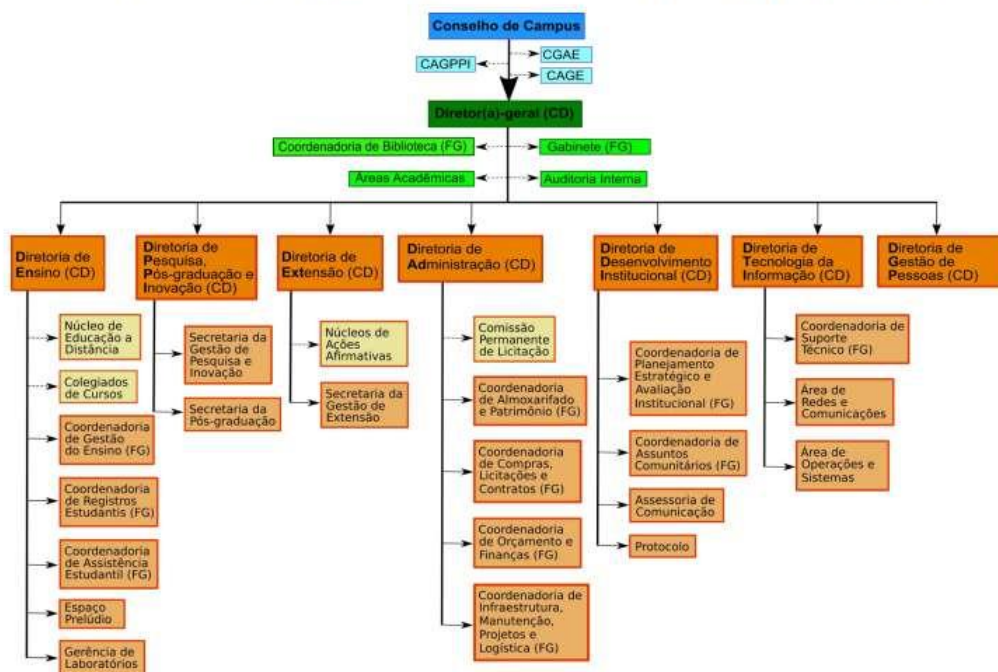 Conselho de Campus
CGAE
CAGPPI
CAGE
Diretor(a)-geral (CD)
Coordenadoria de Biblioteca (FG)
Gabinete (FG)
Áreas Acadêmicas
Auditoria Interna
Diretoria de
Ensino (CD)
Diretoria de
Pesquisa,
Pós-graduação e
Inovação (CD)
Diretoria de
Extensão (CD)
Diretoria de
Administração (CD)
Diretoria de
Desenvolvimento
Institucional (CD)
Diretoria de
Tecnologia da
Informação (CD)
Diretoria de
Gestão de
Pessoas (CD)
Núcleo de
Educação a
Distância
Colegiados
de Cursos
Coordenadoria
de Gestão
do Ensino (FG)
Coordenadoria
de Registros
Estudantis (FG)
Coordenadoria
de Assistência
Estudantil (FG)
Espaço
Prelúdio
Gerência de
Laboratórios
Secretaria da
Gestão de
Pesquisa e
Inovação
Secretaria da
Pós-graduação
Núcleos de
Ações
Afirmativas
Secretaria da
Gestão de
Extensão
Comissão
Permanente
de Licitação
Coordenadoria
de Almoxarifado
e Patrimônio (FG)
Coordenadoria
de Compras,
Licitações e
Contratos (FG)
Coordenadoria
de Orçamento e
Finanças (FG)
Coordenadoria de
Infraestrutura,
Manutenção,
Projetos e
Logística (FG)
Coordenadoria de
Planejamento
Estratégico e
Avaliação
Institucional (FG)
Coordenadoria de
Assuntos
Comunitários (FG)
Assessoria de
Comunicação
Protocolo
Coordenadoria de
Suporte
Técnico (FG)
Área de
Redes e
Comunicações
Área de
Operações e
Sistemas